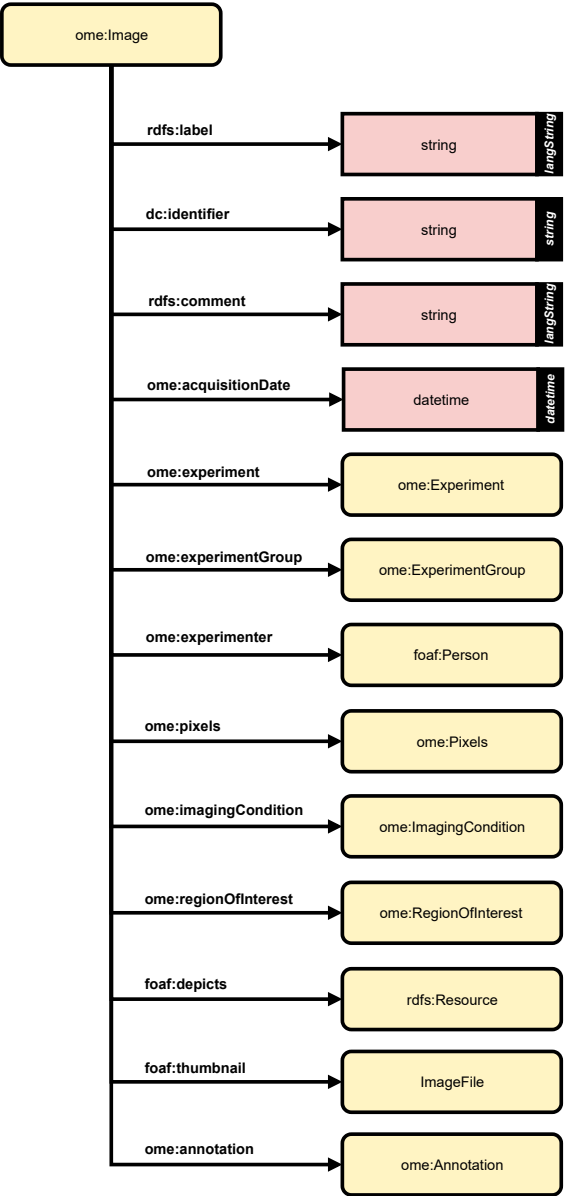 ome:Image
rdfs:label
string
langString
dc:identifier
string
string
rdfs:comment
string
langString
ome:acquisitionDate
datetime
datetime
ome:experiment
ome:Experiment
ome:experimentGroup
ome:ExperimentGroup
ome:experimenter
foaf:Person
ome:pixels
ome:Pixels
ome:imagingCondition
ome:ImagingCondition
ome:regionOfInterest
ome:RegionOfInterest
foaf:depicts
rdfs:Resource
foaf:thumbnail
ImageFile
ome:annotation
ome:Annotation